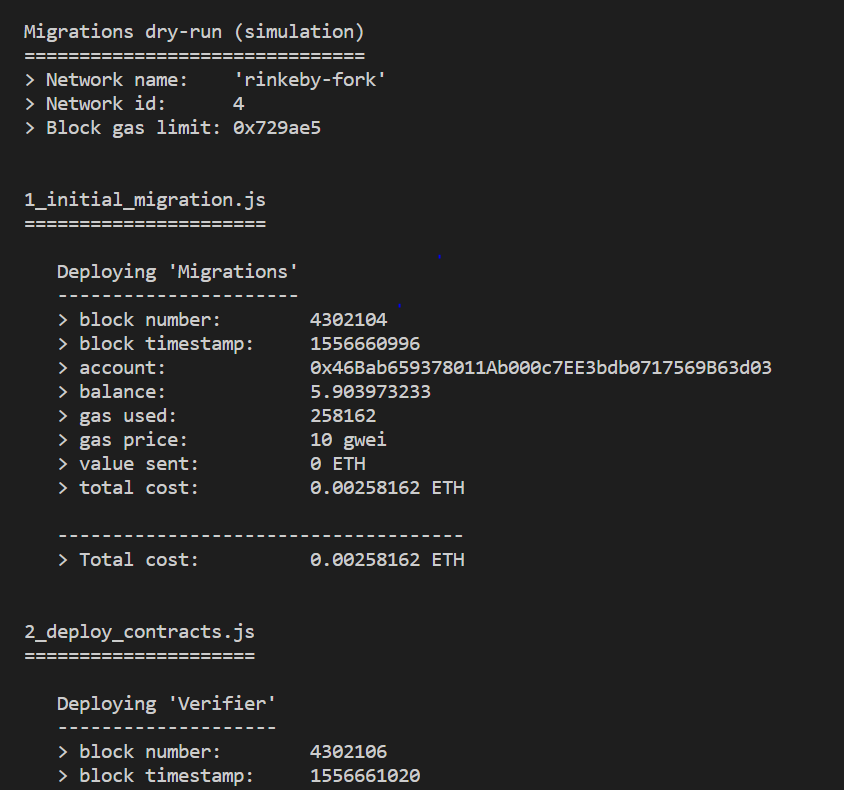 Migrations dry-run (simulation)
===============================
> Network name:    'rinkeby-fork'
> Network id:      4
> Block gas limit: 0x729ae5
1_initial_migration.js
======================
Deploying 'Migrations'
----------------------
> block number:        4302104
> block timestamp:     1556660996
> account:             0x46Bab659378011Ab000c7EE3bdb0717569B63d03
> balance:             5.903973233
> gas used:            258162
> gas price:           10 gwei
> value sent:          0 ETH
> total cost:          0.00258162 ETH
-------------------------------------
> Total cost:          0.00258162 ETH
2_deploy_contracts.js
=====================
Deploying 'Verifier'
--------------------
> block number:        4302106
> block timestamp:     1556661020